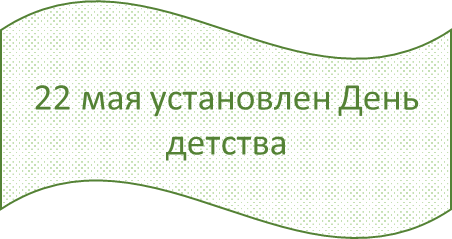 22 мая установлен День
детства